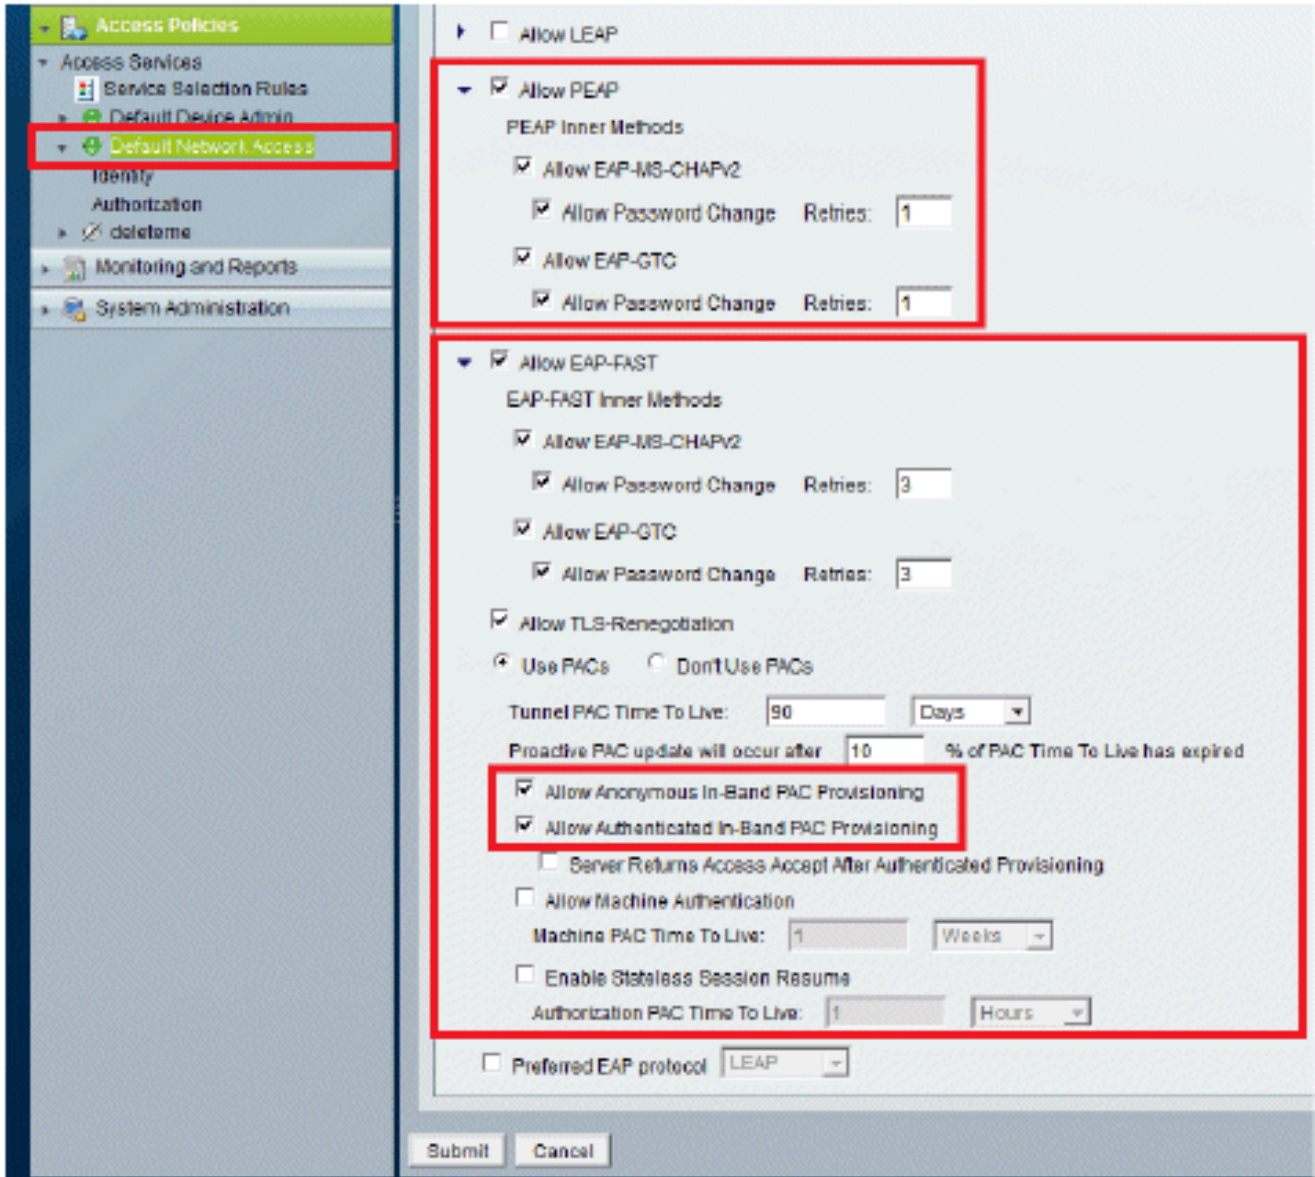 Access Policies
Access Services
Service Selection Rules
Default Device Admin
Default Network Access
Identity
Authorization
deleteme
Monitoring and Reports
System Administration
Allow LEAP
Allow PEAP
PEAP Inner Methods
Allow EAP-MS-CHAPv2
Allow Password Change Retries: 1
Allow EAP-GTC
Allow Password Change Retries: 1
Allow EAP-FAST
EAP-FAST Inner Methods
Allow EAP-MS-CHAPv2
Allow Password Change Retries: 3
Allow EAP-GTC
Allow Password Change Retries: 3
Allow TLS-Renegotiation
Use PACs Don't Use PACs
Tunnel PAC Time To Live: 90 Days
Proactive PAC update will occur after 10 % of PAC Time To Live has expired
Allow Anonymous In-Band PAC Provisioning
Allow Authenticated In-Band PAC Provisioning
Server Returns Access Accept After Authenticated Provisioning
Allow Machine Authentication
Machine PAC Time To Live: 1 Weeks
Enable Stateless Session Resume
Authorization PAC Time To Live: 1 Hours
Preferred EAP protocol LEAP
Submit Cancel